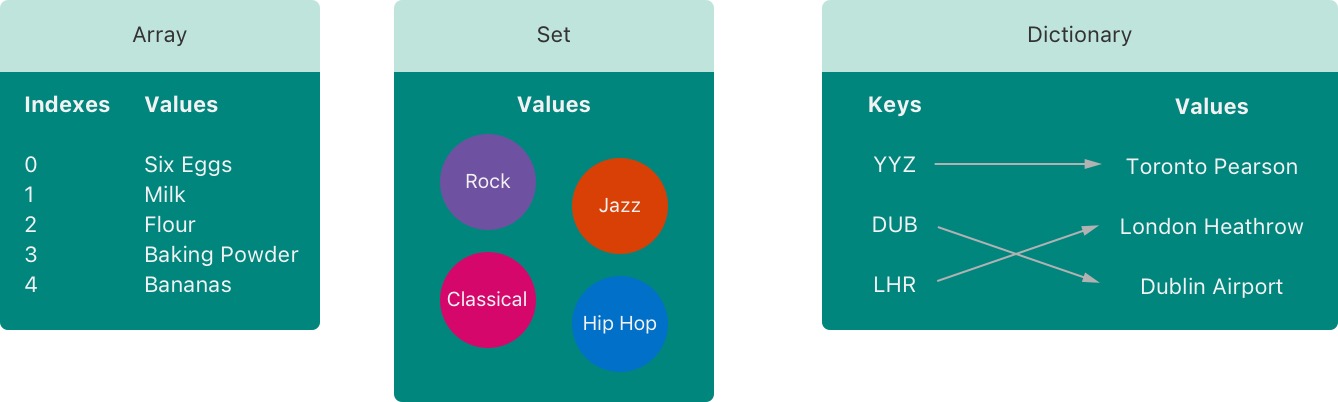 Array
Indexes Values
0 Six Eggs
1 Milk
2 Flour
3 Baking Powder
4 Bananas
Set
Values
Rock
Jazz
Classical
Hip Hop
Dictionary
Keys Values
YYZ Toronto Pearson
DUB London Heathrow
LHR Dublin Airport